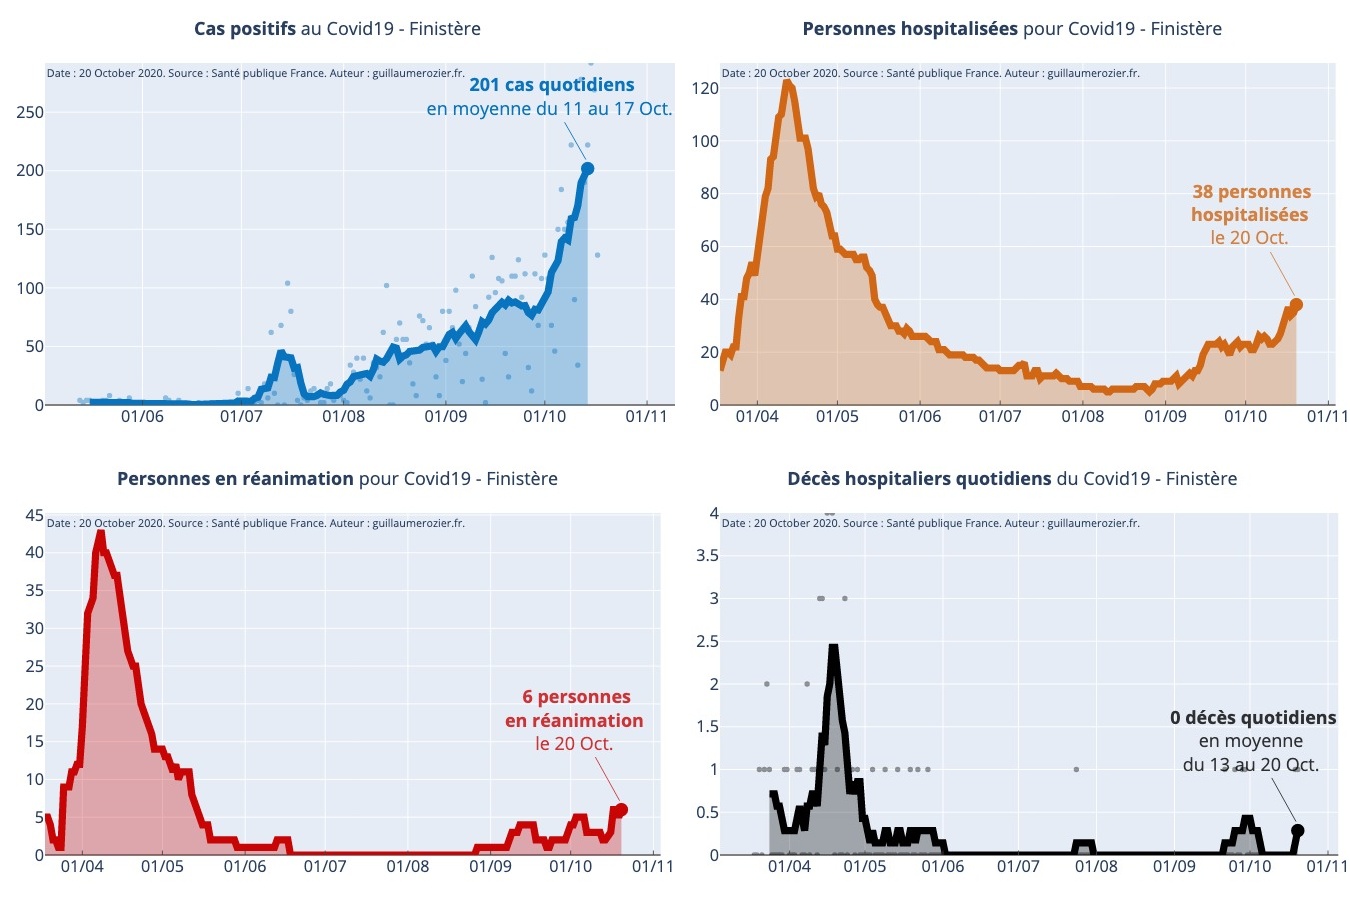 Cas positifs au Covid19 - Finistère
Date : 20 October 2020. Source : Santé publique France. Auteur : guillaumerozier.fr.
201 cas quotidiens
en moyenne du 11 au 17 Oct.
250
200
150
100
50
0
01/06 01/07 01/08 01/09 01/10 01/11
Personnes hospitalisées pour Covid19 - Finistère
Date : 20 October 2020. Source : Santé publique France. Auteur : guillaumerozier.fr.
120
100
80
60
40
20
0
38 personnes
hospitalisées
le 20 Oct.
01/04 01/05 01/06 01/07 01/08 01/09 01/10 01/11
Personnes en réanimation pour Covid19 - Finistère
45
Date : 20 October 2020. Source : Santé publique France. Auteur : guillaumerozier.fr.
40
35
30
25
20
15
10
5
0
6 personnes
en réanimation
le 20 Oct.
01/04 01/05 01/06 01/07 01/08 01/09 01/10 01/11
Décès hospitaliers quotidiens du Covid19 - Finistère
4
Date : 20 October 2020. Source : Santé publique France. Auteur : guillaumerozier.fr.
3.5
3
2.5
2
1.5
1
0.5
0
0 décès quotidiens
en moyenne
du 13 au 20 Oct.
01/04 01/05 01/06 01/07 01/08 01/09 01/10 01/11